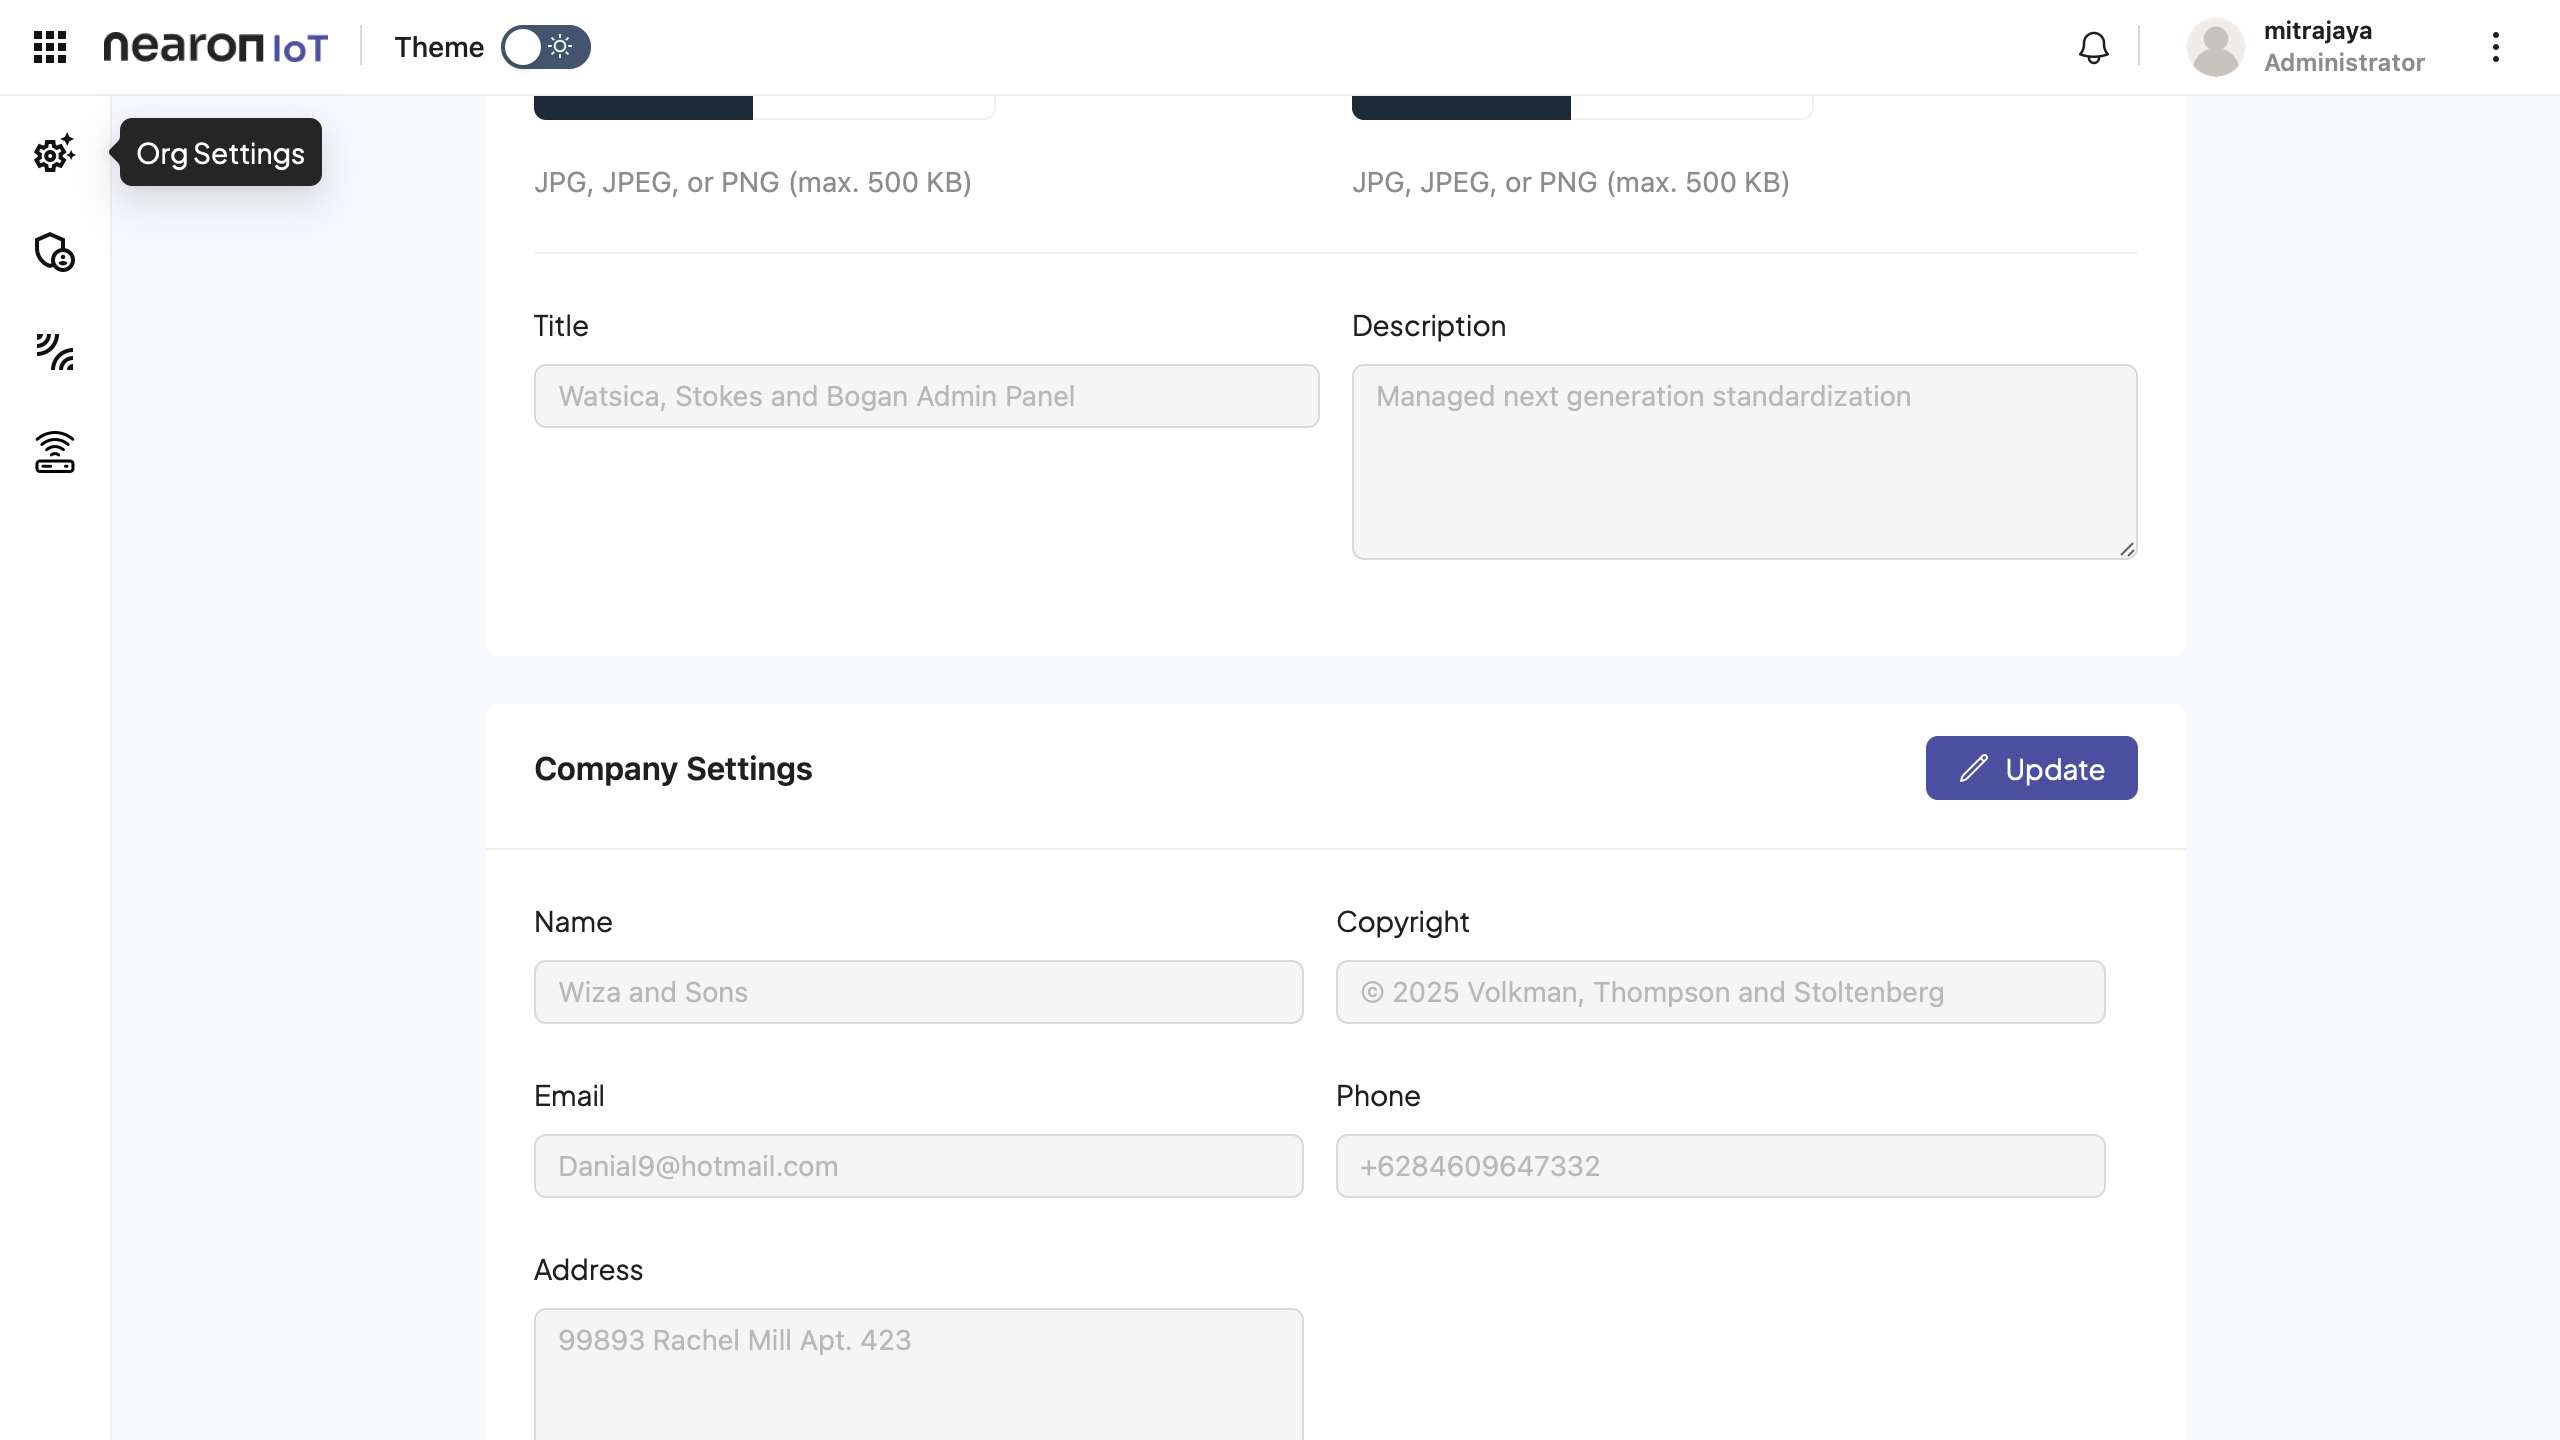 nearon IoT
Theme
mitrajaya
Administrator
Org Settings
JPG, JPEG, or PNG (max. 500 KB)
JPG, JPEG, or PNG (max. 500 KB)
Title
Description
Watsica, Stokes and Bogan Admin Panel
Managed next generation standardization
Company Settings
Update
Name
Copyright
Wiza and Sons
© 2025 Volkman, Thompson and Stoltenberg
Email
Phone
Danial9@hotmail.com
+6284609647332
Address
99893 Rachel Mill Apt. 423